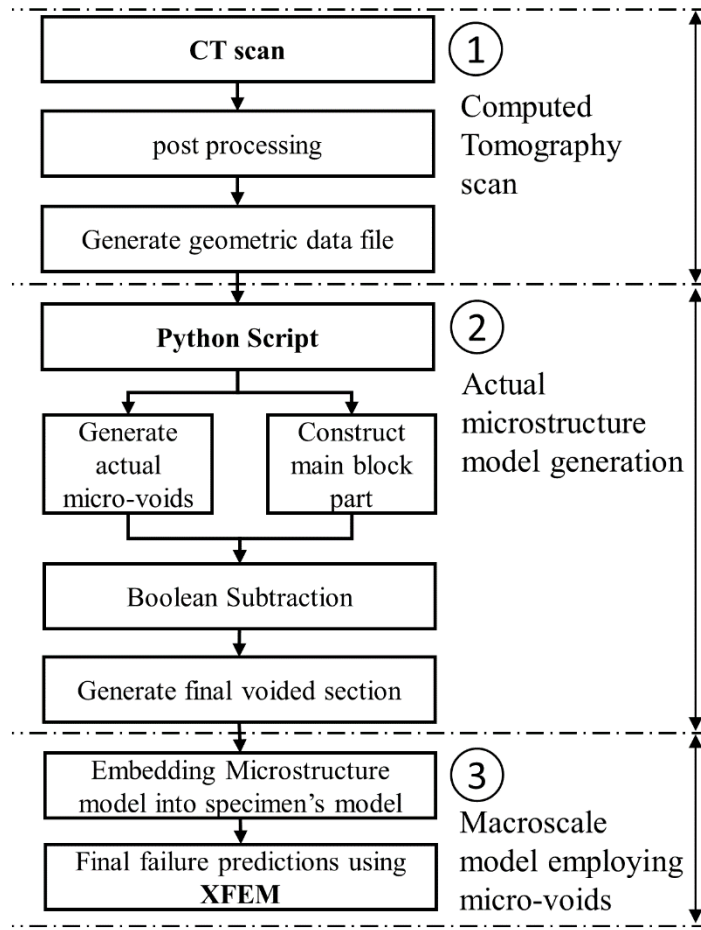 CT scan
post processing
Generate geometric data file
1
Computed
Tomography
scan
Python Script
Generate
actual
micro-voids
Construct
main block
part
Boolean Subtraction
Generate final voided section
2
Actual
microstructure
model generation
Embedding Microstructure
model into specimen’s model
Final failure predictions using
XFEM
3
Macroscale
model employing
micro-voids